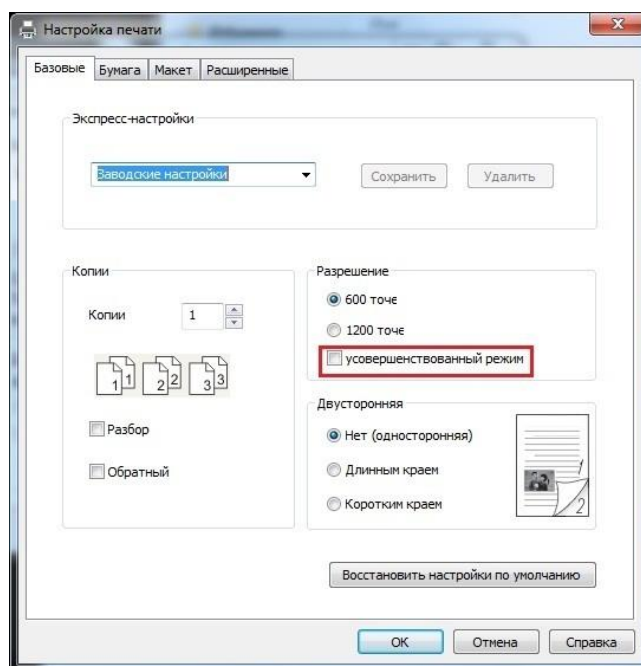 Настройка печати
Базовые Бумага Макет Расширенные
Экспресс-настройки
Заводские настройки Сохранить Удалить
Копии
Копии 1
1 1 2 2 3 3
Разбор
Обратный
Разрешение
600 точе
1200 точе
усовершенствованный режим
Двусторонняя
Нет (односторонняя)
Длинным краем
Коротким краем
1
2
Восстановить настройки по умолчанию
OK Отмена Справка